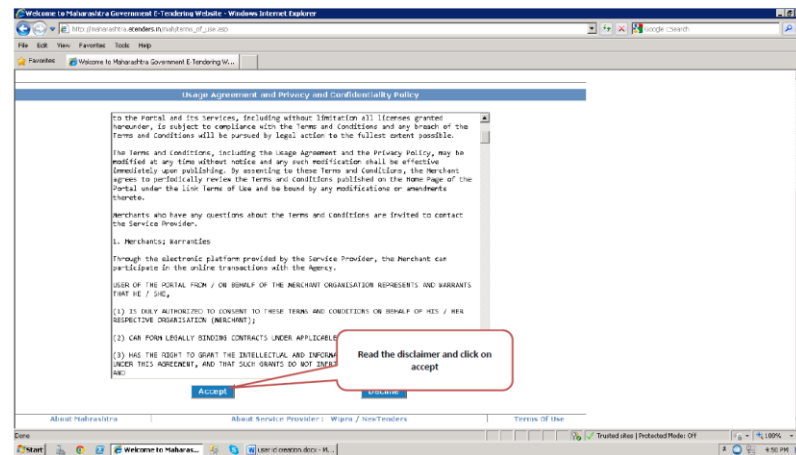 Welcome to Maharashtra Government E-Tendering Website - Windows Internet Explorer
http://maharashtra.etenders.in/mah/terms_of_use.asp
Google Search
File Edit View Favorites Tools Help
Favorites Welcome to Maharashtra Government E-Tendering W...
Usage Agreement and Privacy and Confidentiality Policy
to the Portal and its Services, including without limitation all licenses granted
hereunder, is subject to compliance with the Terms and Conditions and any breach of the
Terms and Conditions will be pursued by legal action to the fullest extent possible.
The Terms and Conditions, including the Usage Agreement and the Privacy Policy, may be
modified at any time without notice and any such modification shall be effective
immediately upon publishing. By assenting to these Terms and Conditions, the Merchant
agrees to periodically review the Terms and Conditions published on the Home Page of the
Portal under the link Terms of Use and be bound by any modifications or amendments
thereto.
Merchants who have any questions about the Terms and Conditions are invited to contact
the Service Provider.
1. Merchants; Warranties
Through the electronic platform provided by the Service Provider, the Merchant can
participate in the online transactions with the Agency.
USER OF THE PORTAL FROM / ON BEHALF OF THE MERCHANT ORGANISATION REPRESENTS AND WARRANTS
THAT HE / SHE,
(1) IS DULY AUTHORIZED TO CONSENT TO THESE TERMS AND CONDITIONS ON BEHALF OF HIS / HER
RESPECTIVE ORGANISATION (MERCHANT);
(2) CAN FORM LEGALLY BINDING CONTRACTS UNDER APPLICABLE
(3) HAS THE RIGHT TO GRANT THE INTELLECTUAL AND
UNDER THIS AGREEMENT, AND THAT SUCH GRANTS DO NOT
AND
Read the disclaimer and click on
accept
Accept Decline
About Mahrashtra About Service Provider : Wipro / NexTenders Terms Of Use
Done Trusted sites | Protected Mode: Off 100%
Start Welcome to Maharas... user id creation.docx - M... 4:50 PM